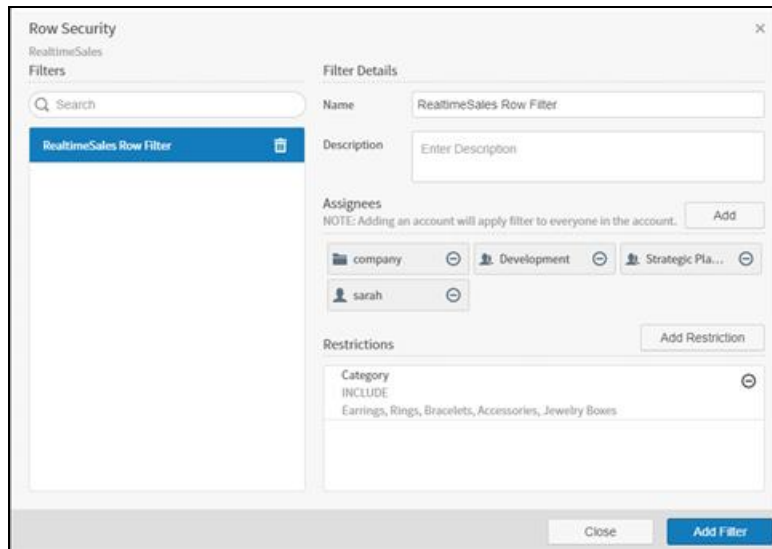 Row Security
RealtimeSales
Filters
Search
RealtimeSales Row Filter
Filter Details
Name
RealtimeSales Row Filter
Description
Enter Description
Assignees
NOTE: Adding an account will apply filter to everyone in the account.
Add
company
Development
Strategic Pla...
sarah
Restrictions
Add Restriction
Category
INCLUDE
Earrings, Rings, Bracelets, Accessories, Jewelry Boxes
Close
Add Filter